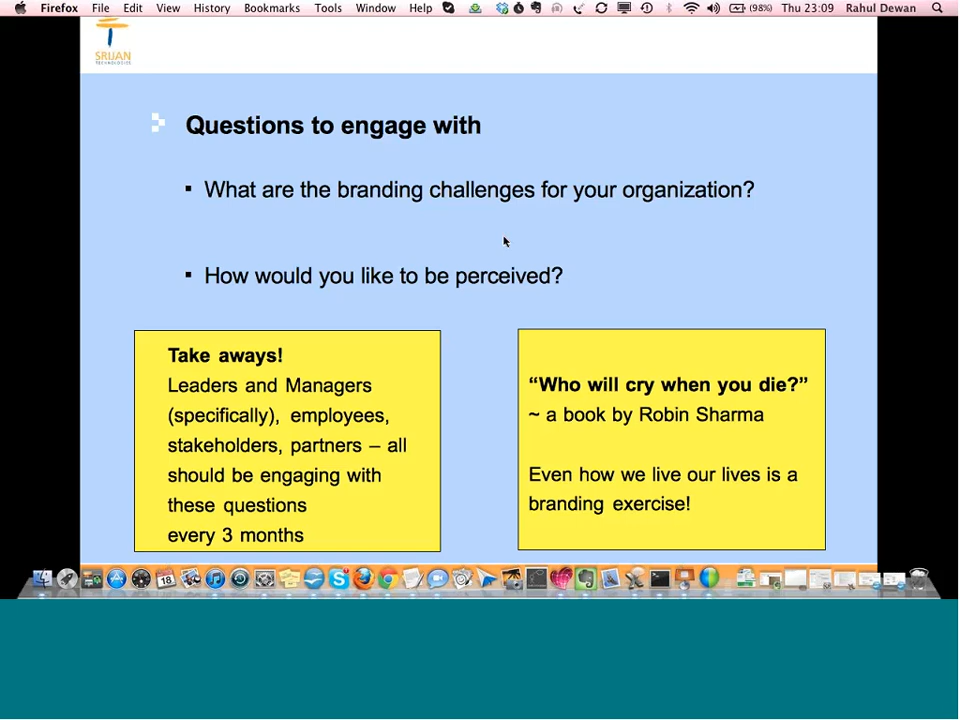 Firefox File Edit View History Bookmarks Tools Window Help (98%) Thu 23:09 Rahul Dewan
SRIJAN
TECHNOLOGIES
Questions to engage with
▪ What are the branding challenges for your organization?
▪ How would you like to be perceived?
Take aways!
Leaders and Managers
(specifically), employees,
stakeholders, partners – all
should be engaging with
these questions
every 3 months
“Who will cry when you die?”
~ a book by Robin Sharma
Even how we live our lives is a
branding exercise!
18